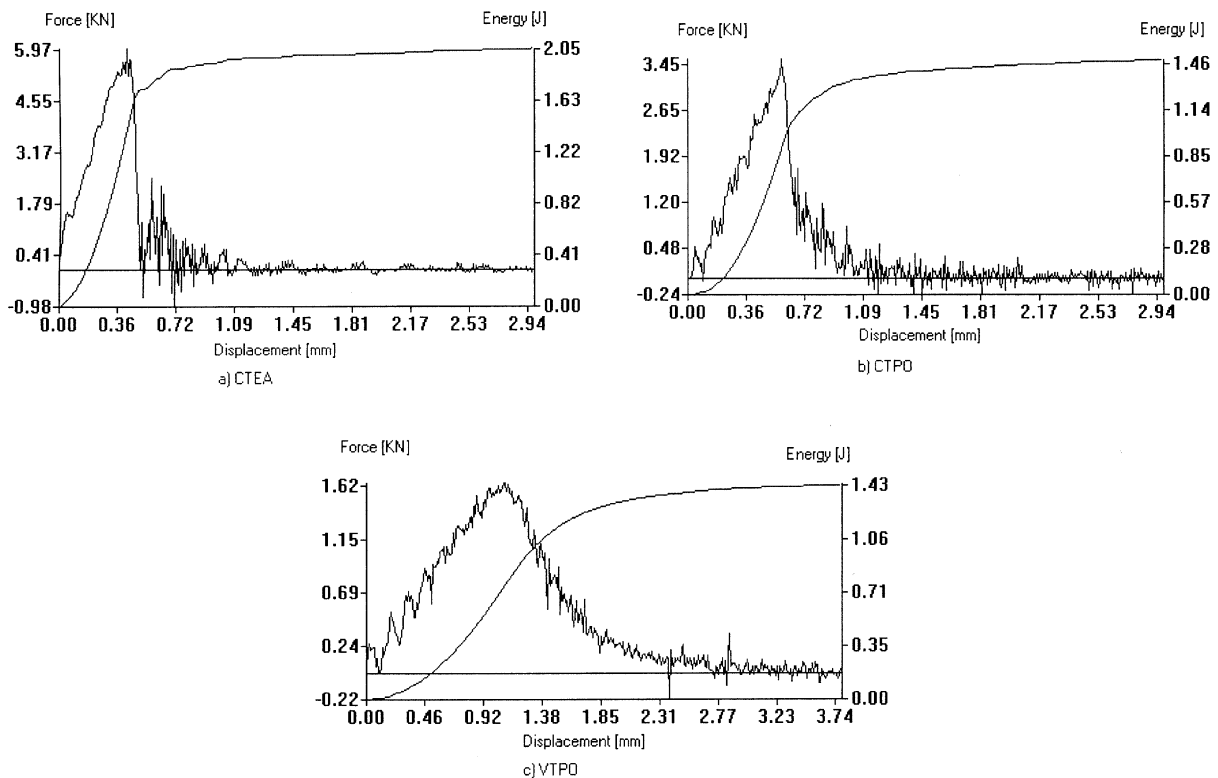 Force [KN]
Energy [J]
5.97
4.55
3.17
1.79
0.41
-0.98
2.05
1.63
1.22
0.82
0.41
0.00
0.00 0.36 0.72 1.09 1.45 1.81 2.17 2.53 2.94
Displacement [mm]
a) CTEA
Force [KN]
Energy [J]
3.45
2.65
1.92
1.20
0.48
-0.24
1.46
1.14
0.85
0.57
0.28
0.00
0.00 0.36 0.72 1.09 1.45 1.81 2.17 2.53 2.94
Displacement [mm]
b) CTPO
Force [KN]
Energy [J]
1.62
1.15
0.69
0.24
-0.22
1.43
1.06
0.71
0.35
0.00
0.00 0.46 0.92 1.38 1.85 2.31 2.77 3.23 3.74
Displacement [mm]
c) VTPO